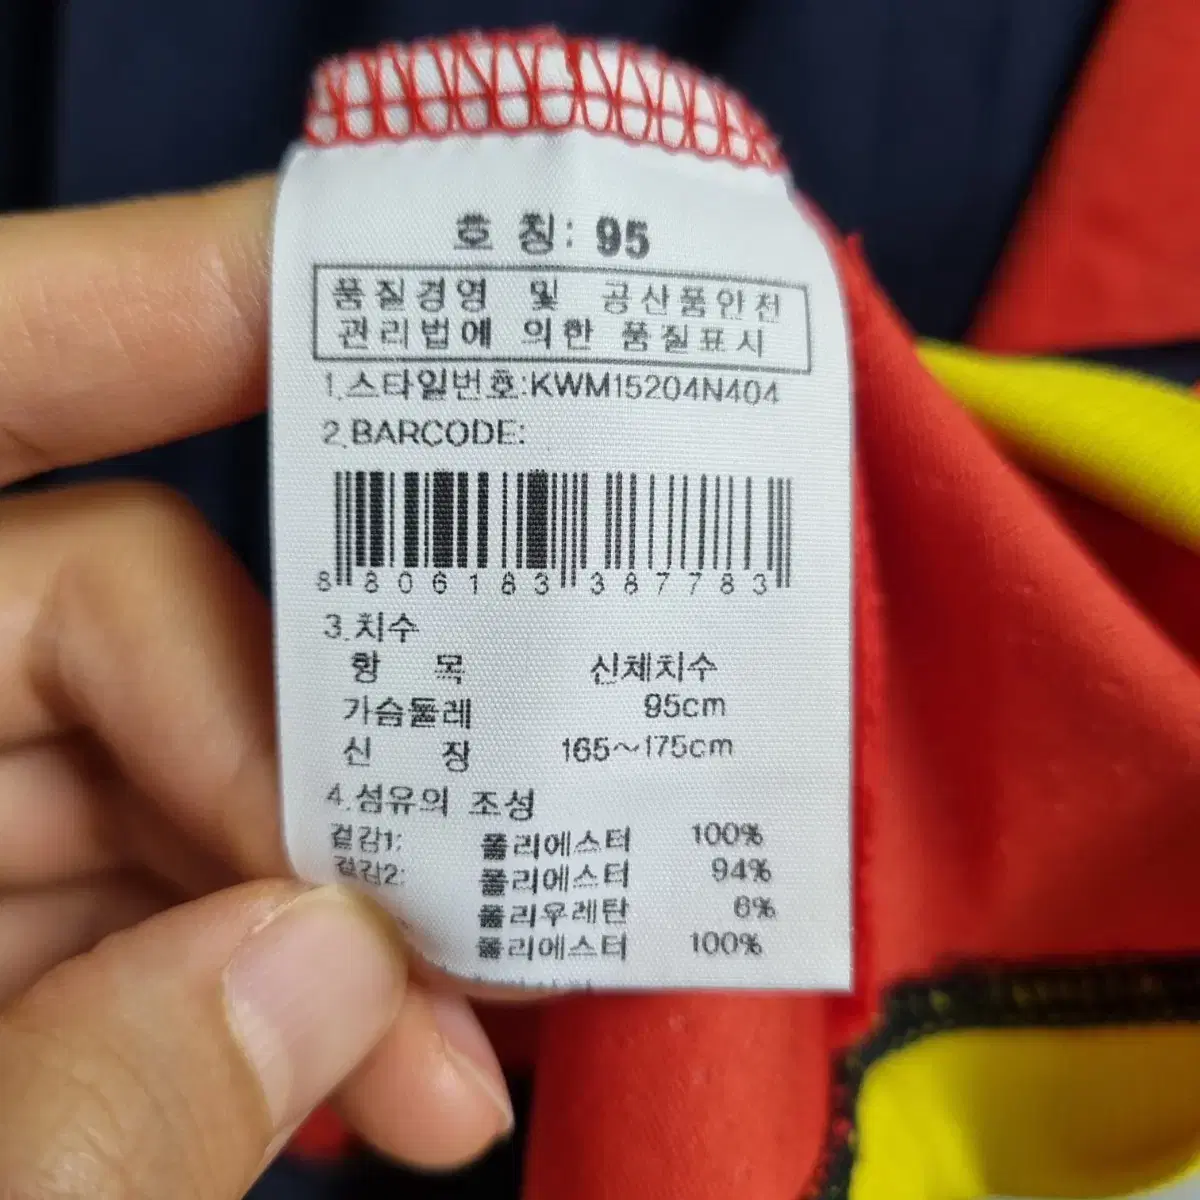 호 칭: 95
품질경영 및 공산품안전
관리법에 의한 품질표시
1.스타일번호:KWM15204N404
2.BARCODE:
8 806183 387783
3.치수
항 목 신체치수
가슴둘레 95cm
신 장 165~175cm
4.섬유의 조성
겉감1: 폴리에스터 100%
겉감2: 폴리에스터 94%
폴리우레탄 6%
폴리에스터 100%